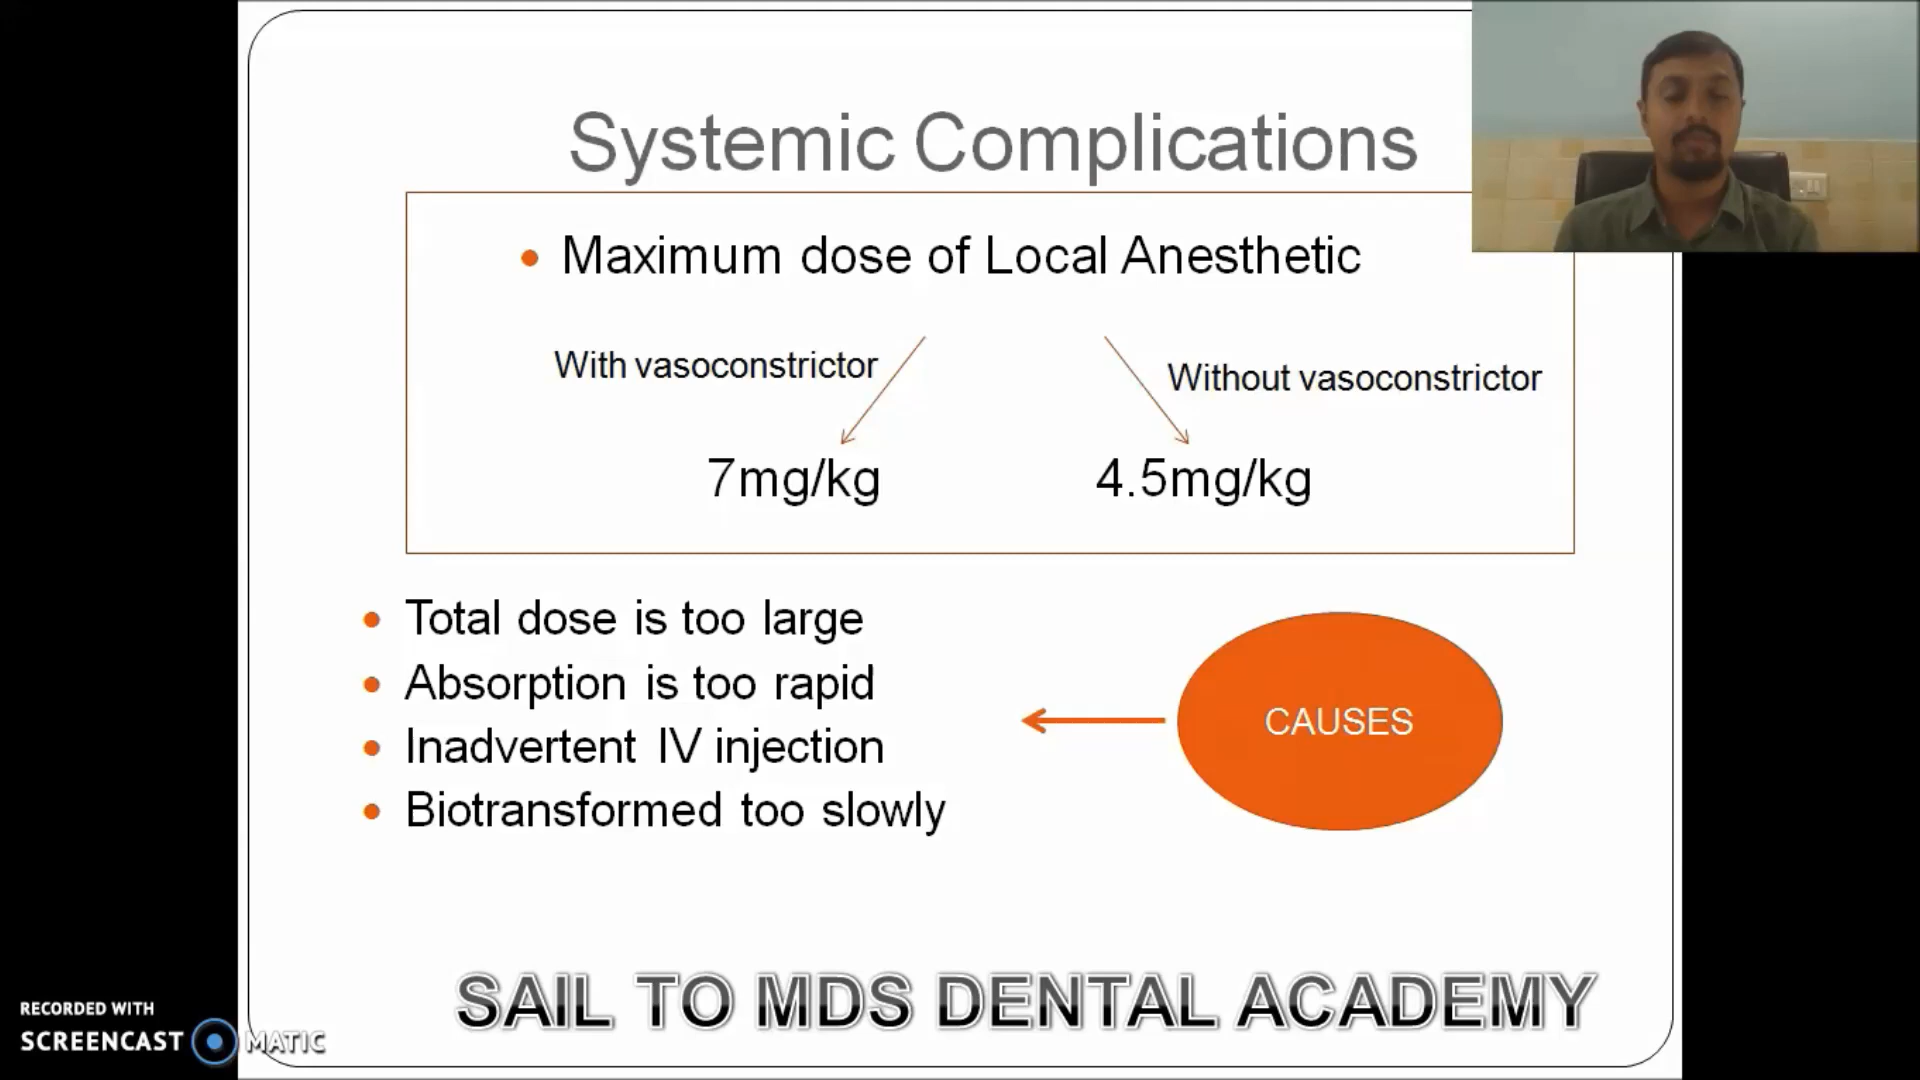 Systemic Complications
Maximum dose of Local Anesthetic
With vasoconstrictor
Without vasoconstrictor
7mg/kg
4.5mg/kg
Total dose is too large
Absorption is too rapid
Inadvertent IV injection
Biotransformed too slowly
CAUSES
SAIL TO MDS DENTAL ACADEMY
RECORDED WITH
SCREENCAST MATIC